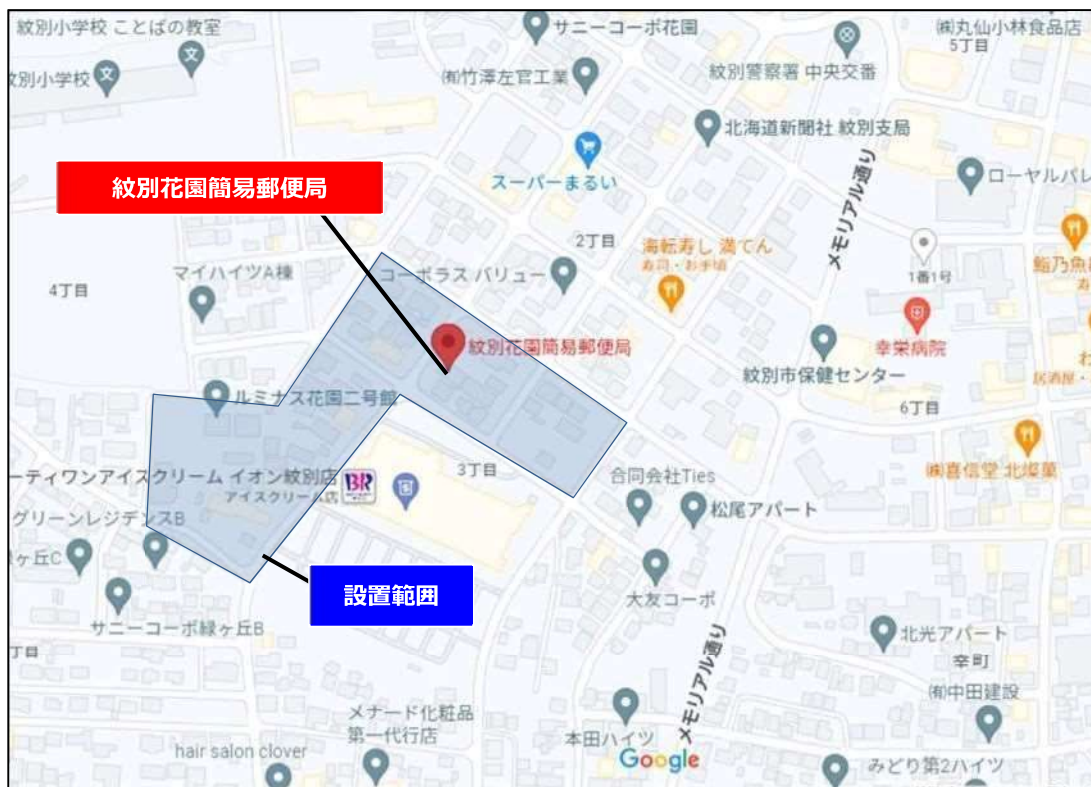 紋別小学校 ことばの教室
紋別小学校
サニーコーポ花園
㈱丸仙小林食品店
5丁目
㈲竹澤左官工業
紋別警察署 中央交番
北海道新聞社 紋別支局
メモリアル通り
ローヤルパレ
スーパーまるい
紋別花園簡易郵便局
2丁目
海転寿し 満てん
寿司・お手頃
1番1号
鮨乃魚
4丁目
マイハイツA棟
コーポラス バリュー
紋別花園簡易郵便局
幸栄病院
紋別市保健センター
居酒屋・
6丁目
ルミナス花園二号館
ーティワンアイスクリーム イオン紋別店
アイスクリーム店
BR
3丁目
合同会社Ties
㈱喜信堂 北燦菓
グリーンレジデンスB
松尾アパート
ヶ丘C
設置範囲
大友コーポ
サニーコーポ緑ヶ丘B
北光アパート
丁目
幸町
メモリアル通り
㈲中田建設
メナード化粧品
第一代行店
本田ハイツ
hair salon clover
Google
みどり第2ハイツ